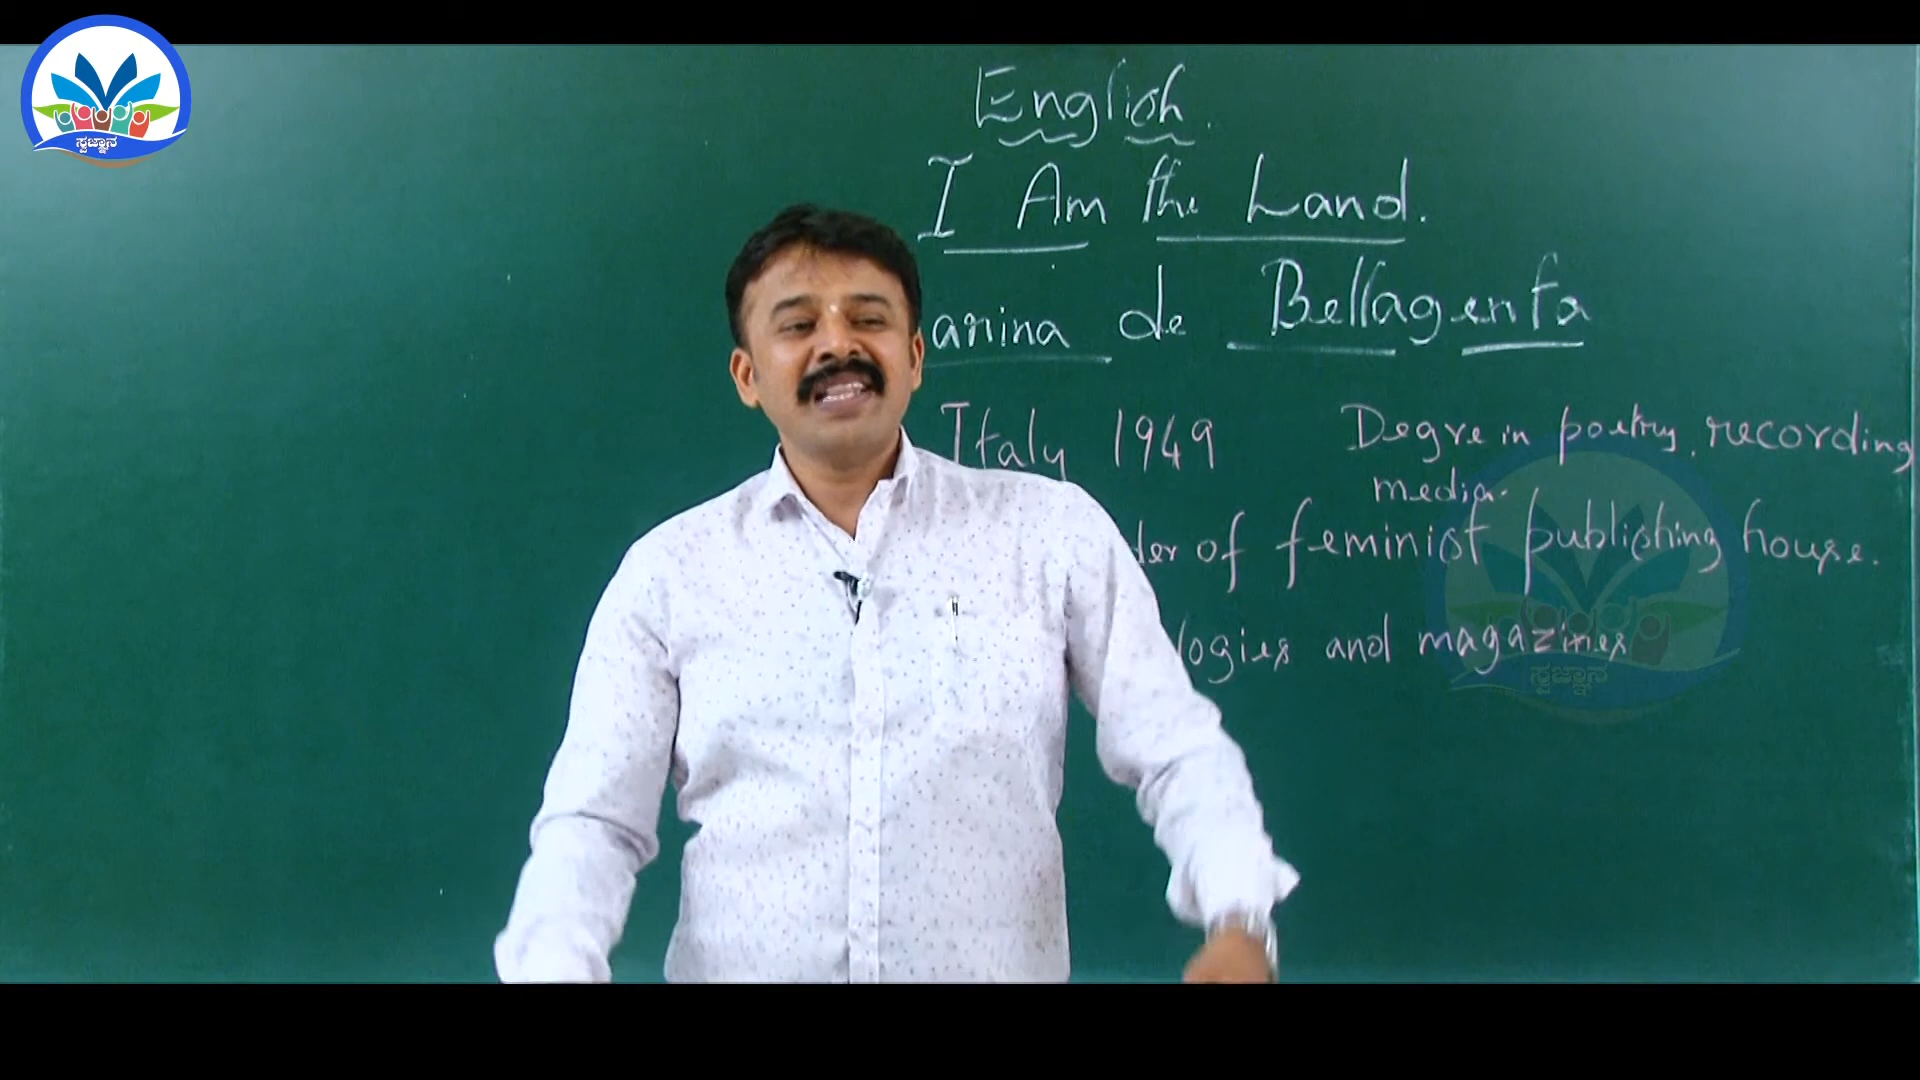 ಸ್ವಜ್ಞಾನ
English.
I Am the Land.
arina de Bellagenta
Italy 1949
Degree in poetry, recording
media.
der of feminist publishing house.
logies and magazines
ಸ್ವಜ್ಞಾನ